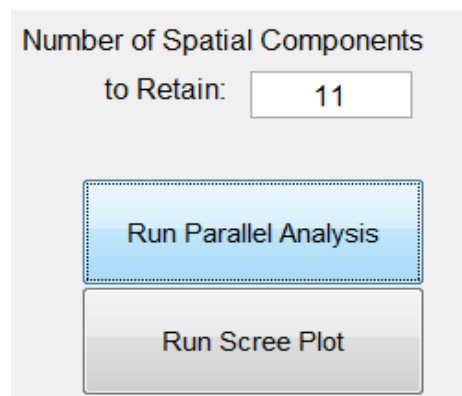 Number of Spatial Components
to Retain: 11
Run Parallel Analysis
Run Scree Plot